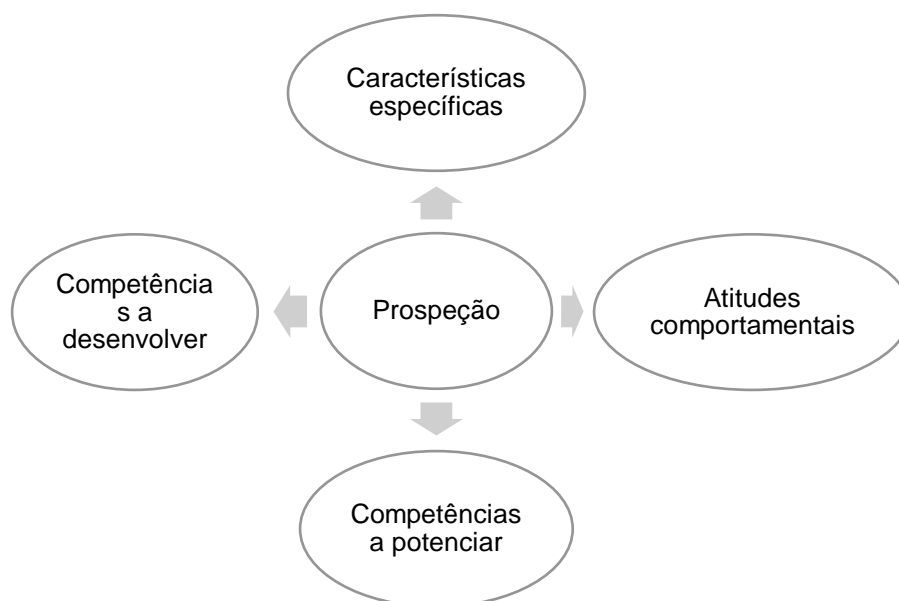 Características
específicas
Competência
s a
desenvolver
Prospeção
Atitudes
comportamentais
Competências
a potenciar